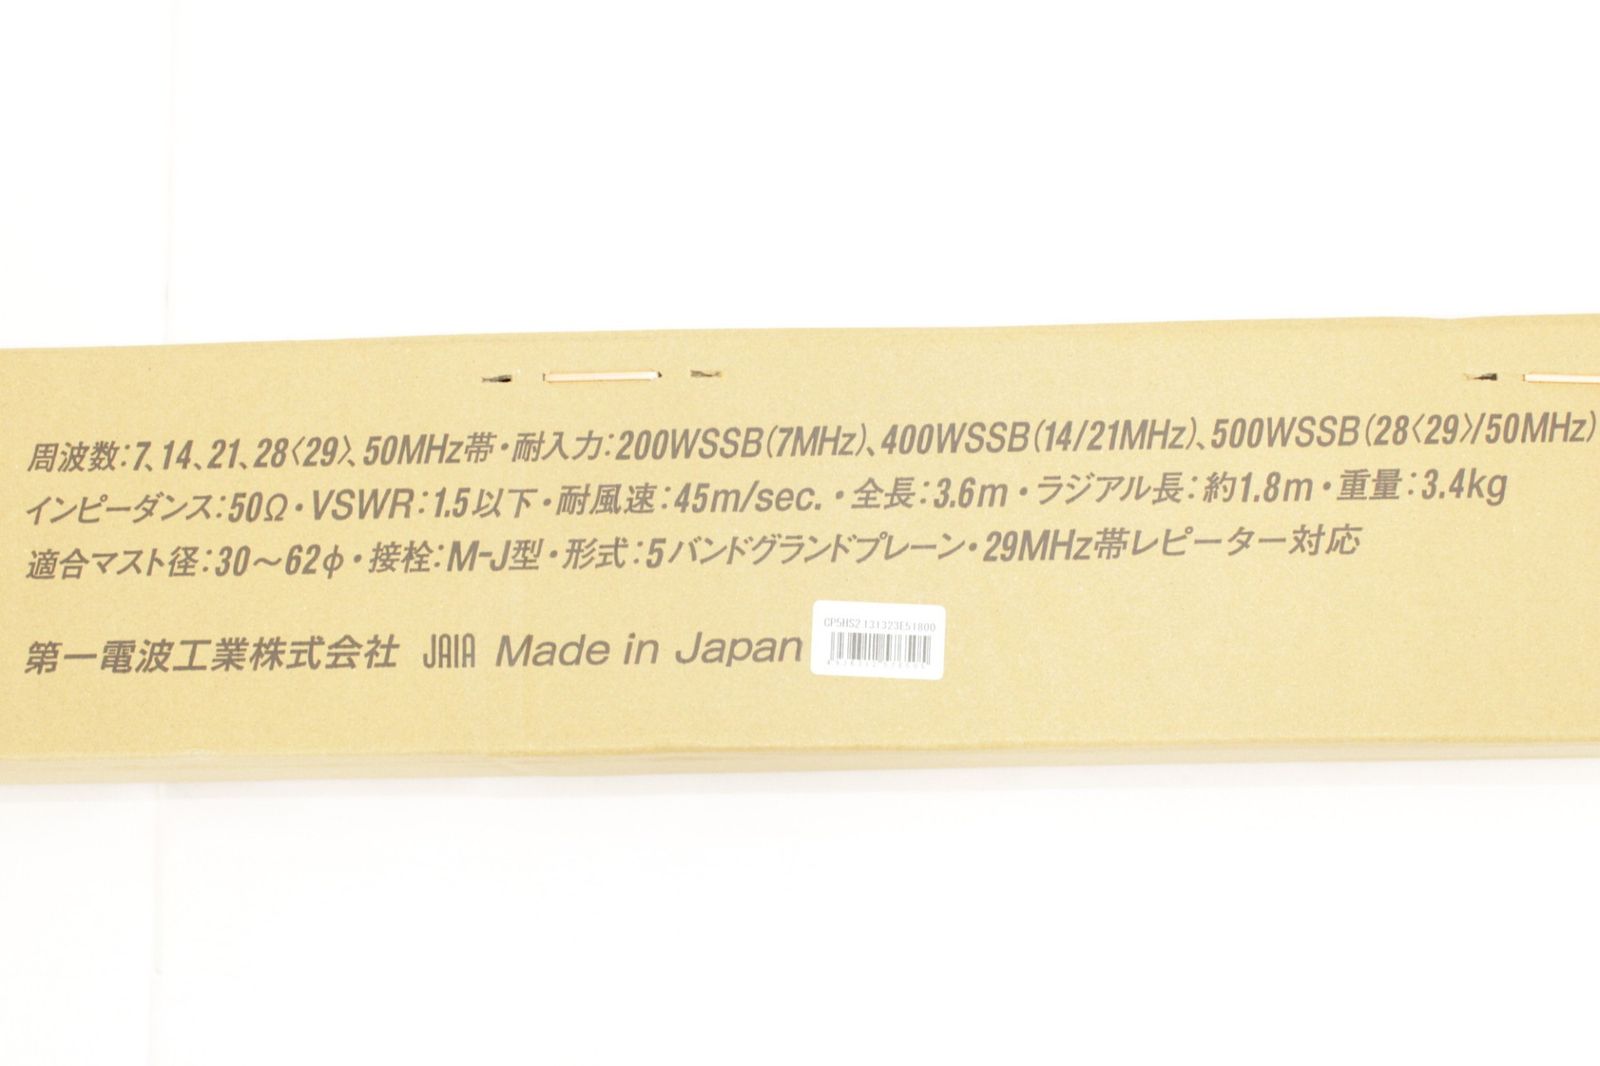 周波数：7、14、21、28〈29〉、50MHz帯・耐入力：200WSSB(7MHz)、400WSSB(14/21MHz)、500WSSB(28〈29〉/50MHz)
インピーダンス：50Ω・VSWR：1.5以下・耐風速：45m/sec.・全長：3.6m・ラジアル長：約1.8m・重量：3.4kg
適合マスト径：30～62φ・接栓：M-J型・形式：5バンドグランドプレーン・29MHz帯レピーター対応
第一電波工業株式会社 JAIA Made in Japan
CP5HS2 131323E51800